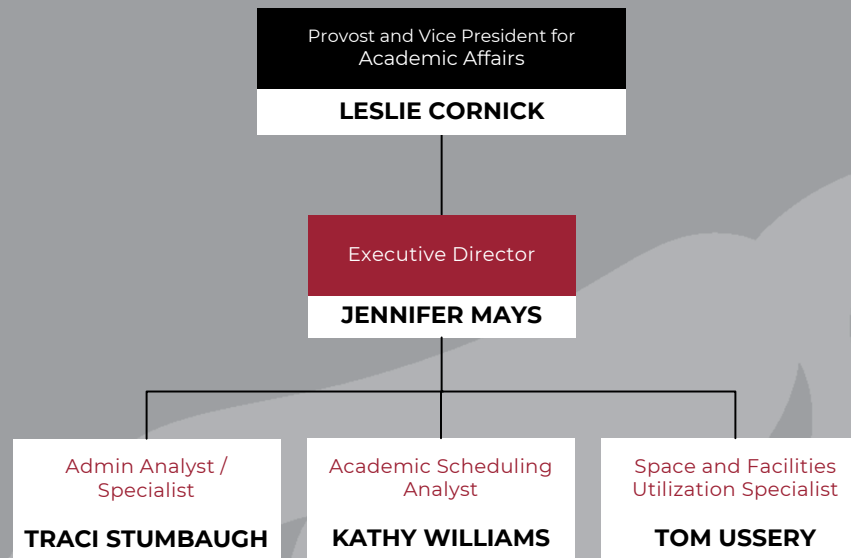 Provost and Vice President for
Academic Affairs
LESLIE CORNICK
Executive Director
JENNIFER MAYS
Admin Analyst /
Specialist
TRACI STUMBAUGH
Academic Scheduling
Analyst
KATHY WILLIAMS
Space and Facilities
Utilization Specialist
TOM USSERY